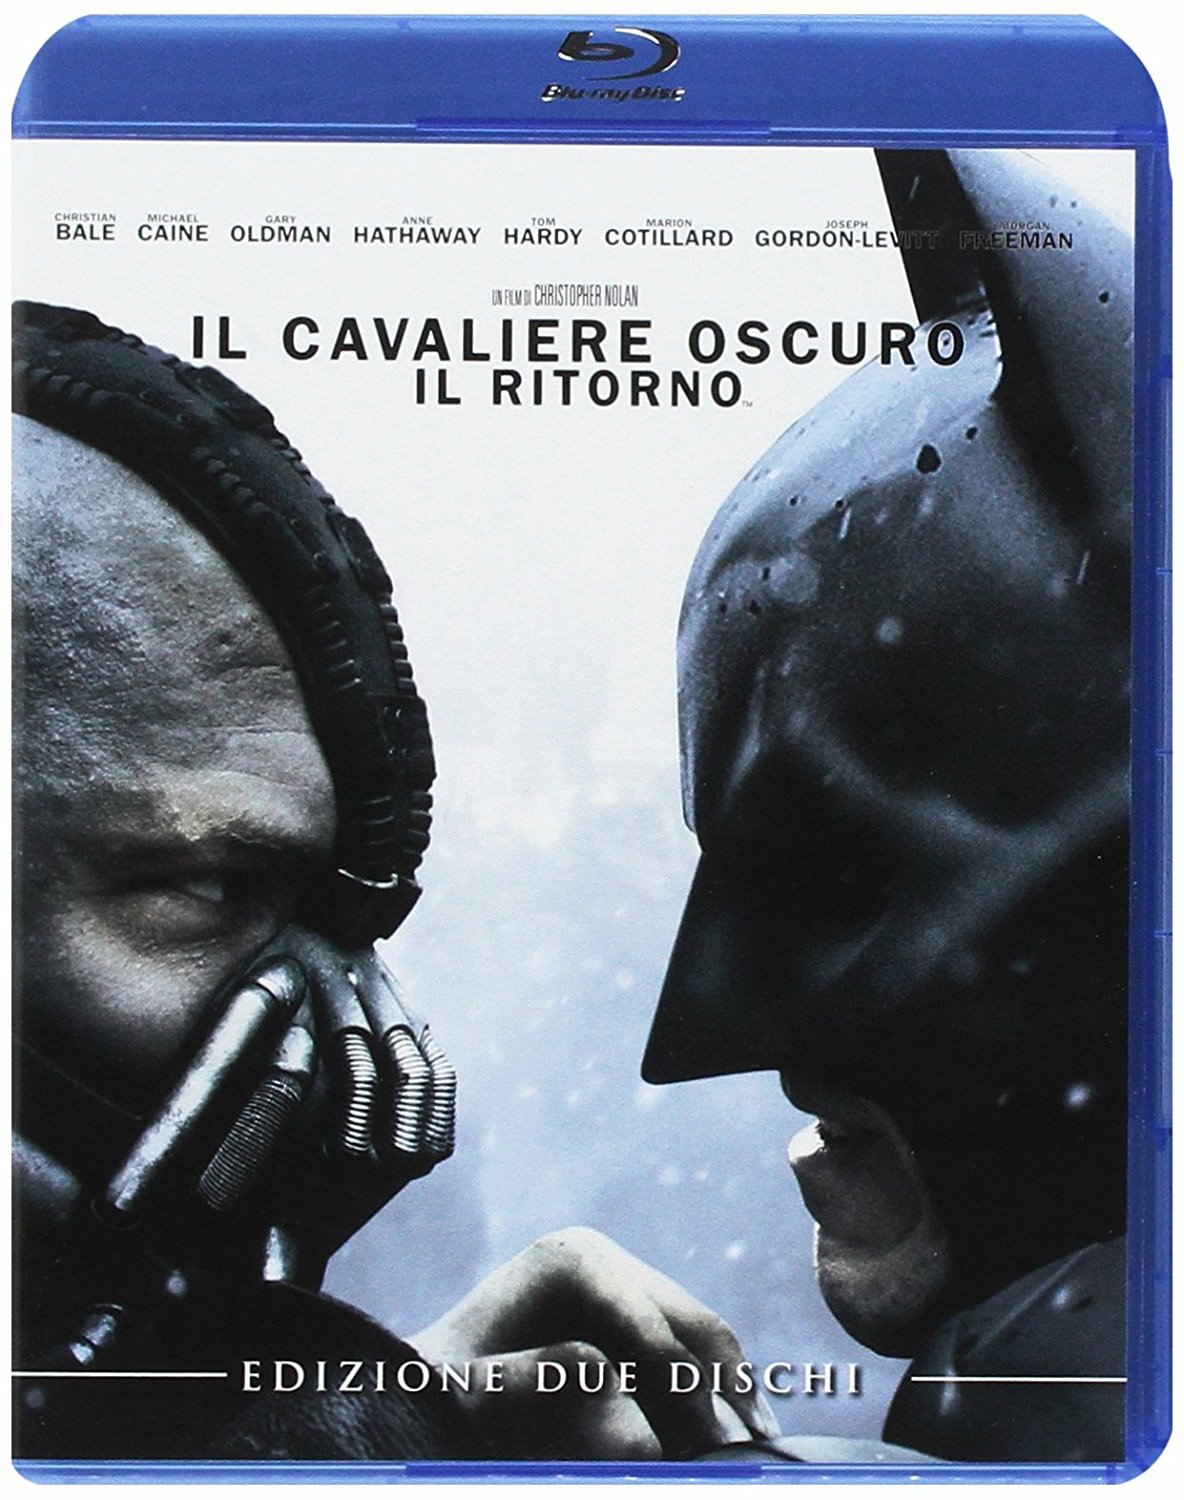 Blu-ray Disc
CHRISTIAN BALE MICHAEL CAINE GARY OLDMAN ANNE HATHAWAY TOM HARDY MARION COTILLARD JOSEPH GORDON-LEVITT MORGAN FREEMAN
UN FILM DI CHRISTOPHER NOLAN
IL CAVALIERE OSCURO
IL RITORNO™
EDIZIONE DUE DISCHI